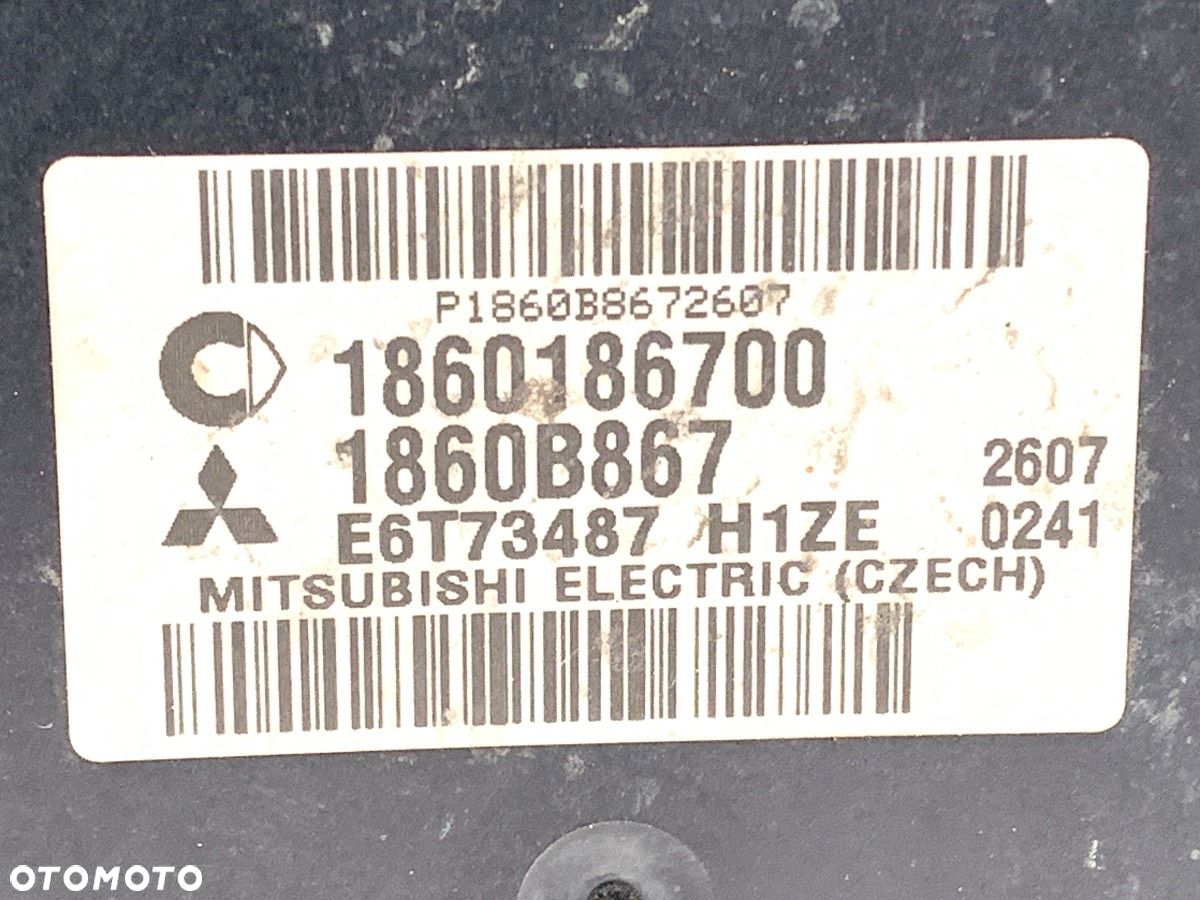 P1860B8672607
1860186700
1860B867 2607
E6T73487 H1ZE 0241
MITSUBISHI ELECTRIC (CZECH)
OTOMOTO